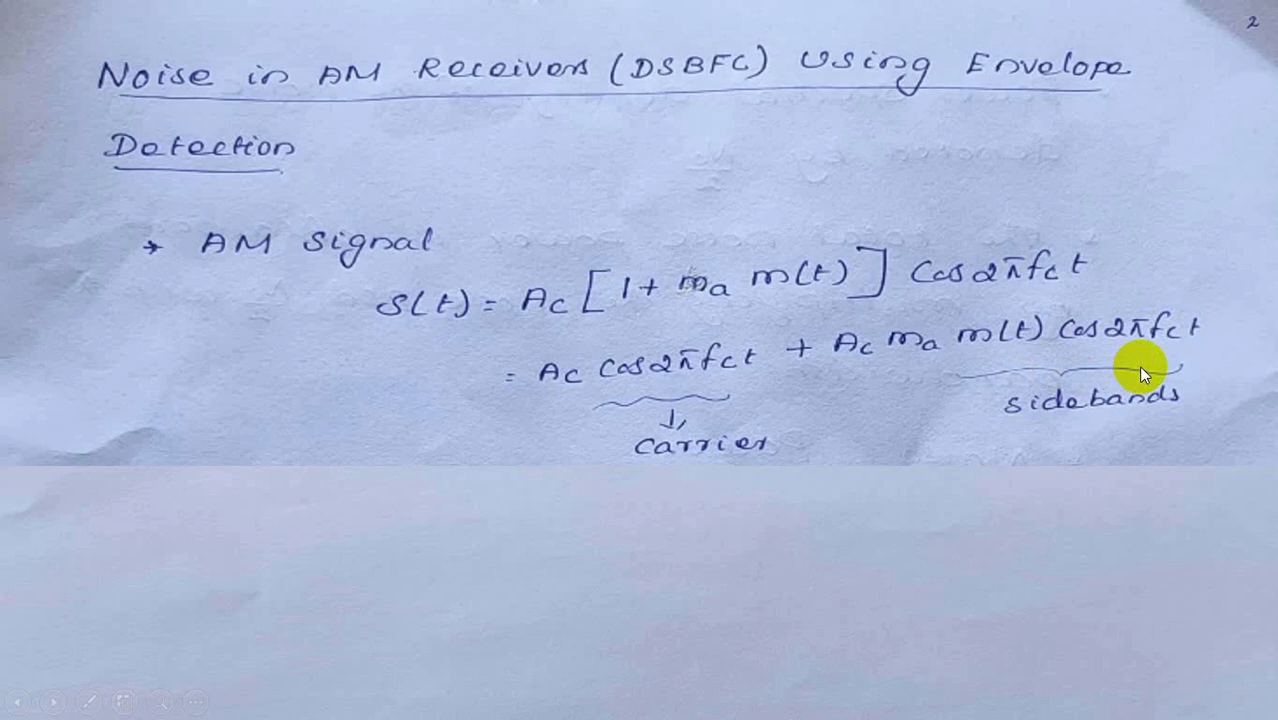 2
Noise in AM Receivers (DSBFC) Using Envelope
Detection
* AM signal
S(t) = Ac [1 + ma m(t)] Cos2πfct
= Ac Cos2πfct + Ac ma m(t) Cos2πfct
sidebands
↓
Carrier